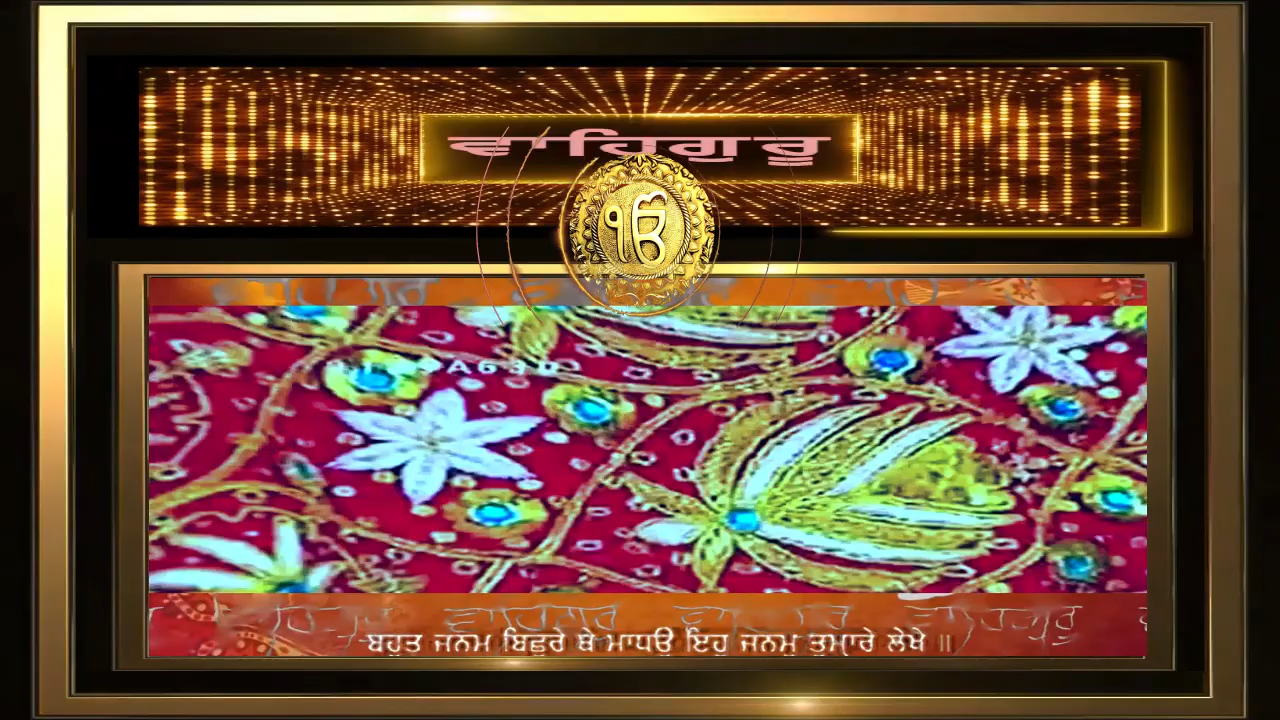 ਵਾਹਿਗੁਰੂ
ੴ
ਵਾਹਿਗੁਰੂ
ਬਹੁਤ ਜਨਮ ਬਿਛੁਰੇ ਥੇ ਮਾਧਉ ਇਹੁ ਜਨਮੁ ਤੁਮ੍ਹਾਰੇ ਲੇਖੇ ॥